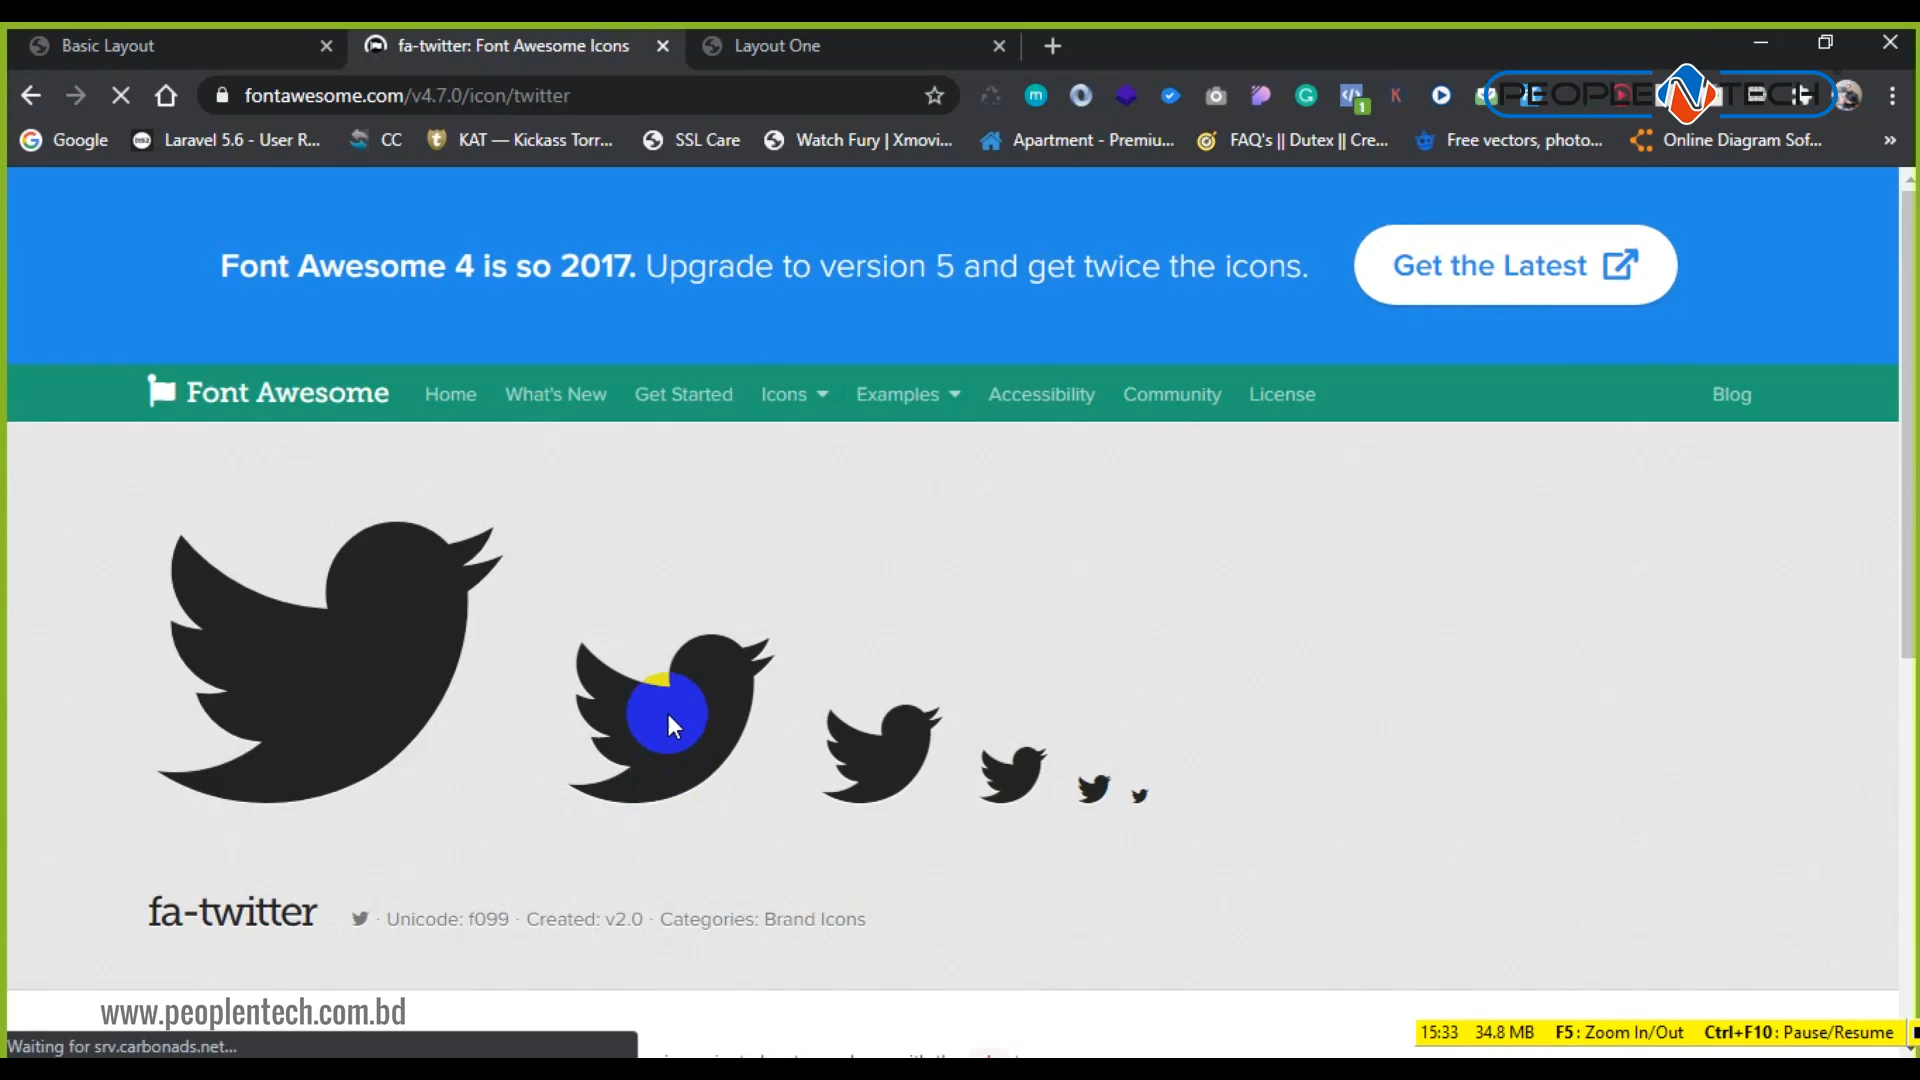 Basic Layout
fa-twitter: Font Awesome Icons
Layout One
fontawesome.com/v4.7.0/icon/twitter
PEOPLE N TECH
Google
Laravel 5.6 - User R...
CC
KAT — Kickass Torr...
SSL Care
Watch Fury | Xmovi...
Apartment - Premiu...
FAQ's || Dutex || Cre...
Free vectors, photo...
Online Diagram Sof...
Font Awesome 4 is so 2017. Upgrade to version 5 and get twice the icons.
Get the Latest
Font Awesome
Home
What's New
Get Started
Icons
Examples
Accessibility
Community
License
Blog
fa-twitter
· Unicode: f099 · Created: v2.0 · Categories: Brand Icons
www.peoplentech.com.bd
Waiting for srv.carbonads.net...
15:33 34.8 MB F5: Zoom In/Out Ctrl+F10: Pause/Resume